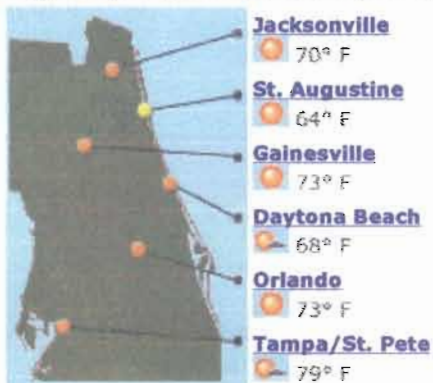 Jacksonville
70° F
St. Augustine
64° F
Gainesville
73° F
Daytona Beach
68° F
Orlando
73° F
Tampa/St. Pete
79° F